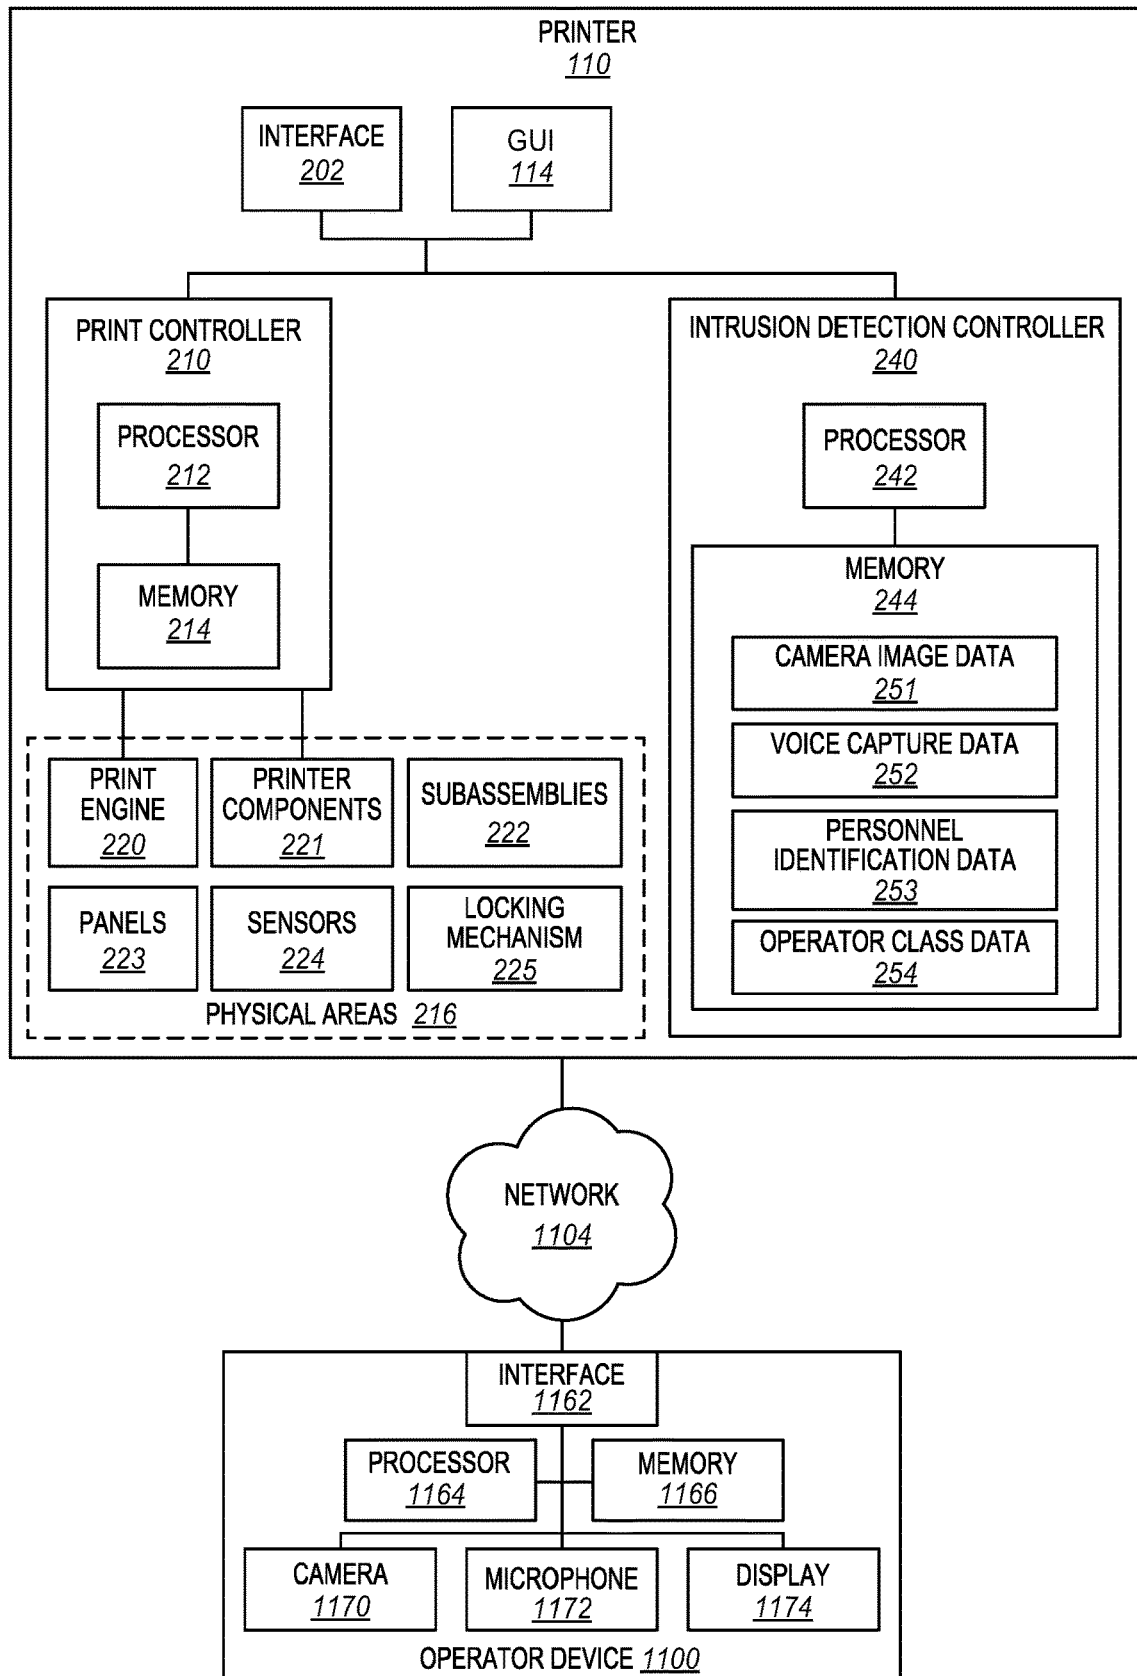 PRINTER
110
INTERFACE
202
GUI
114
PRINT CONTROLLER
210
PROCESSOR
212
MEMORY
214
INTRUSION DETECTION CONTROLLER
240
PROCESSOR
242
MEMORY
244
CAMERA IMAGE DATA
251
VOICE CAPTURE DATA
252
PERSONNEL
IDENTIFICATION DATA
253
OPERATOR CLASS DATA
254
PRINT
ENGINE
220
PRINTER
COMPONENTS
221
SUBASSEMBLIES
222
PANELS
223
SENSORS
224
LOCKING
MECHANISM
225
PHYSICAL AREAS 216
NETWORK
1104
INTERFACE
1162
PROCESSOR
1164
MEMORY
1166
CAMERA
1170
MICROPHONE
1172
DISPLAY
1174
OPERATOR DEVICE 1100